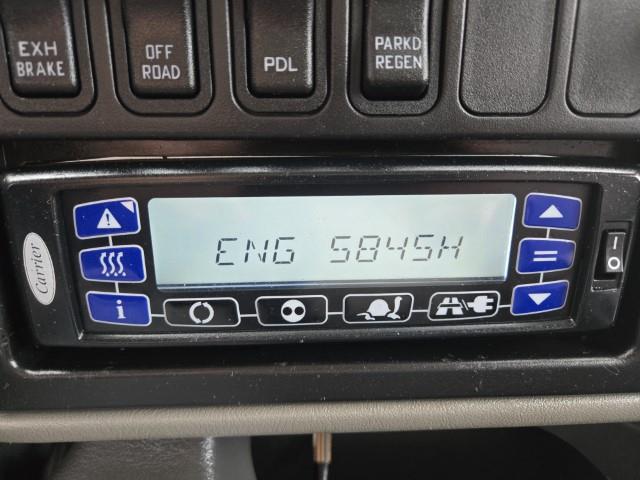 EXH
BRAKE
OFF
ROAD
PDL
PARKD
REGEN
Carrier
ENG 5845H
i
I
O